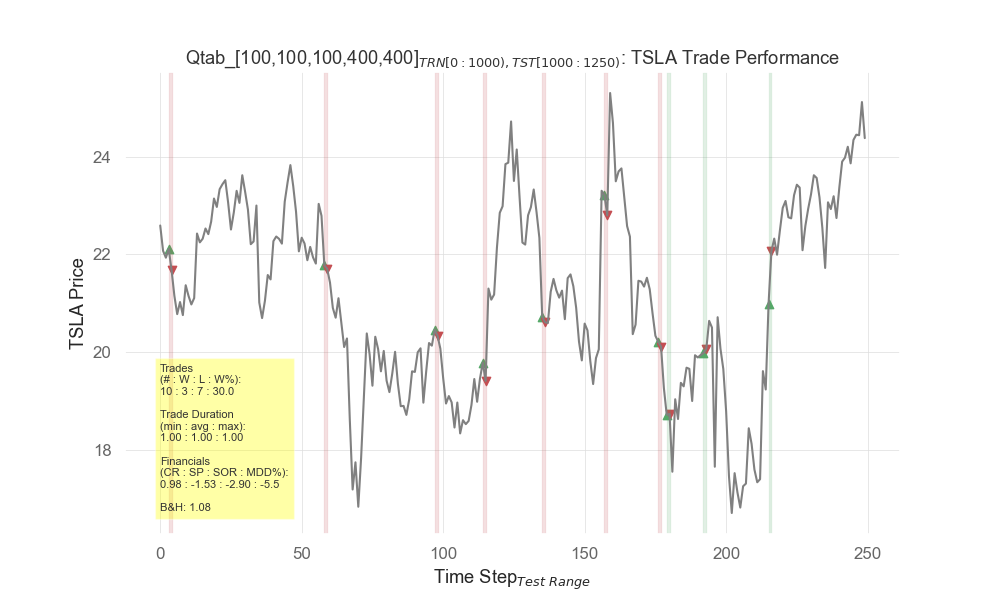 Qtab_[100,100,100,400,400]TRN[0 : 1000), TST[1000 : 1250): TSLA Trade Performance
TSLA Price
24
22
20
18
Trades
(# : W : L : W%):
10 : 3 : 7 : 30.0
Trade Duration
(min : avg : max):
1.00 : 1.00 : 1.00
Financials
(CR : SP : SOR : MDD%):
0.98 : -1.53 : -2.90 : -5.5
B&H: 1.08
0 50 100 150 200 250
Time StepTest Range